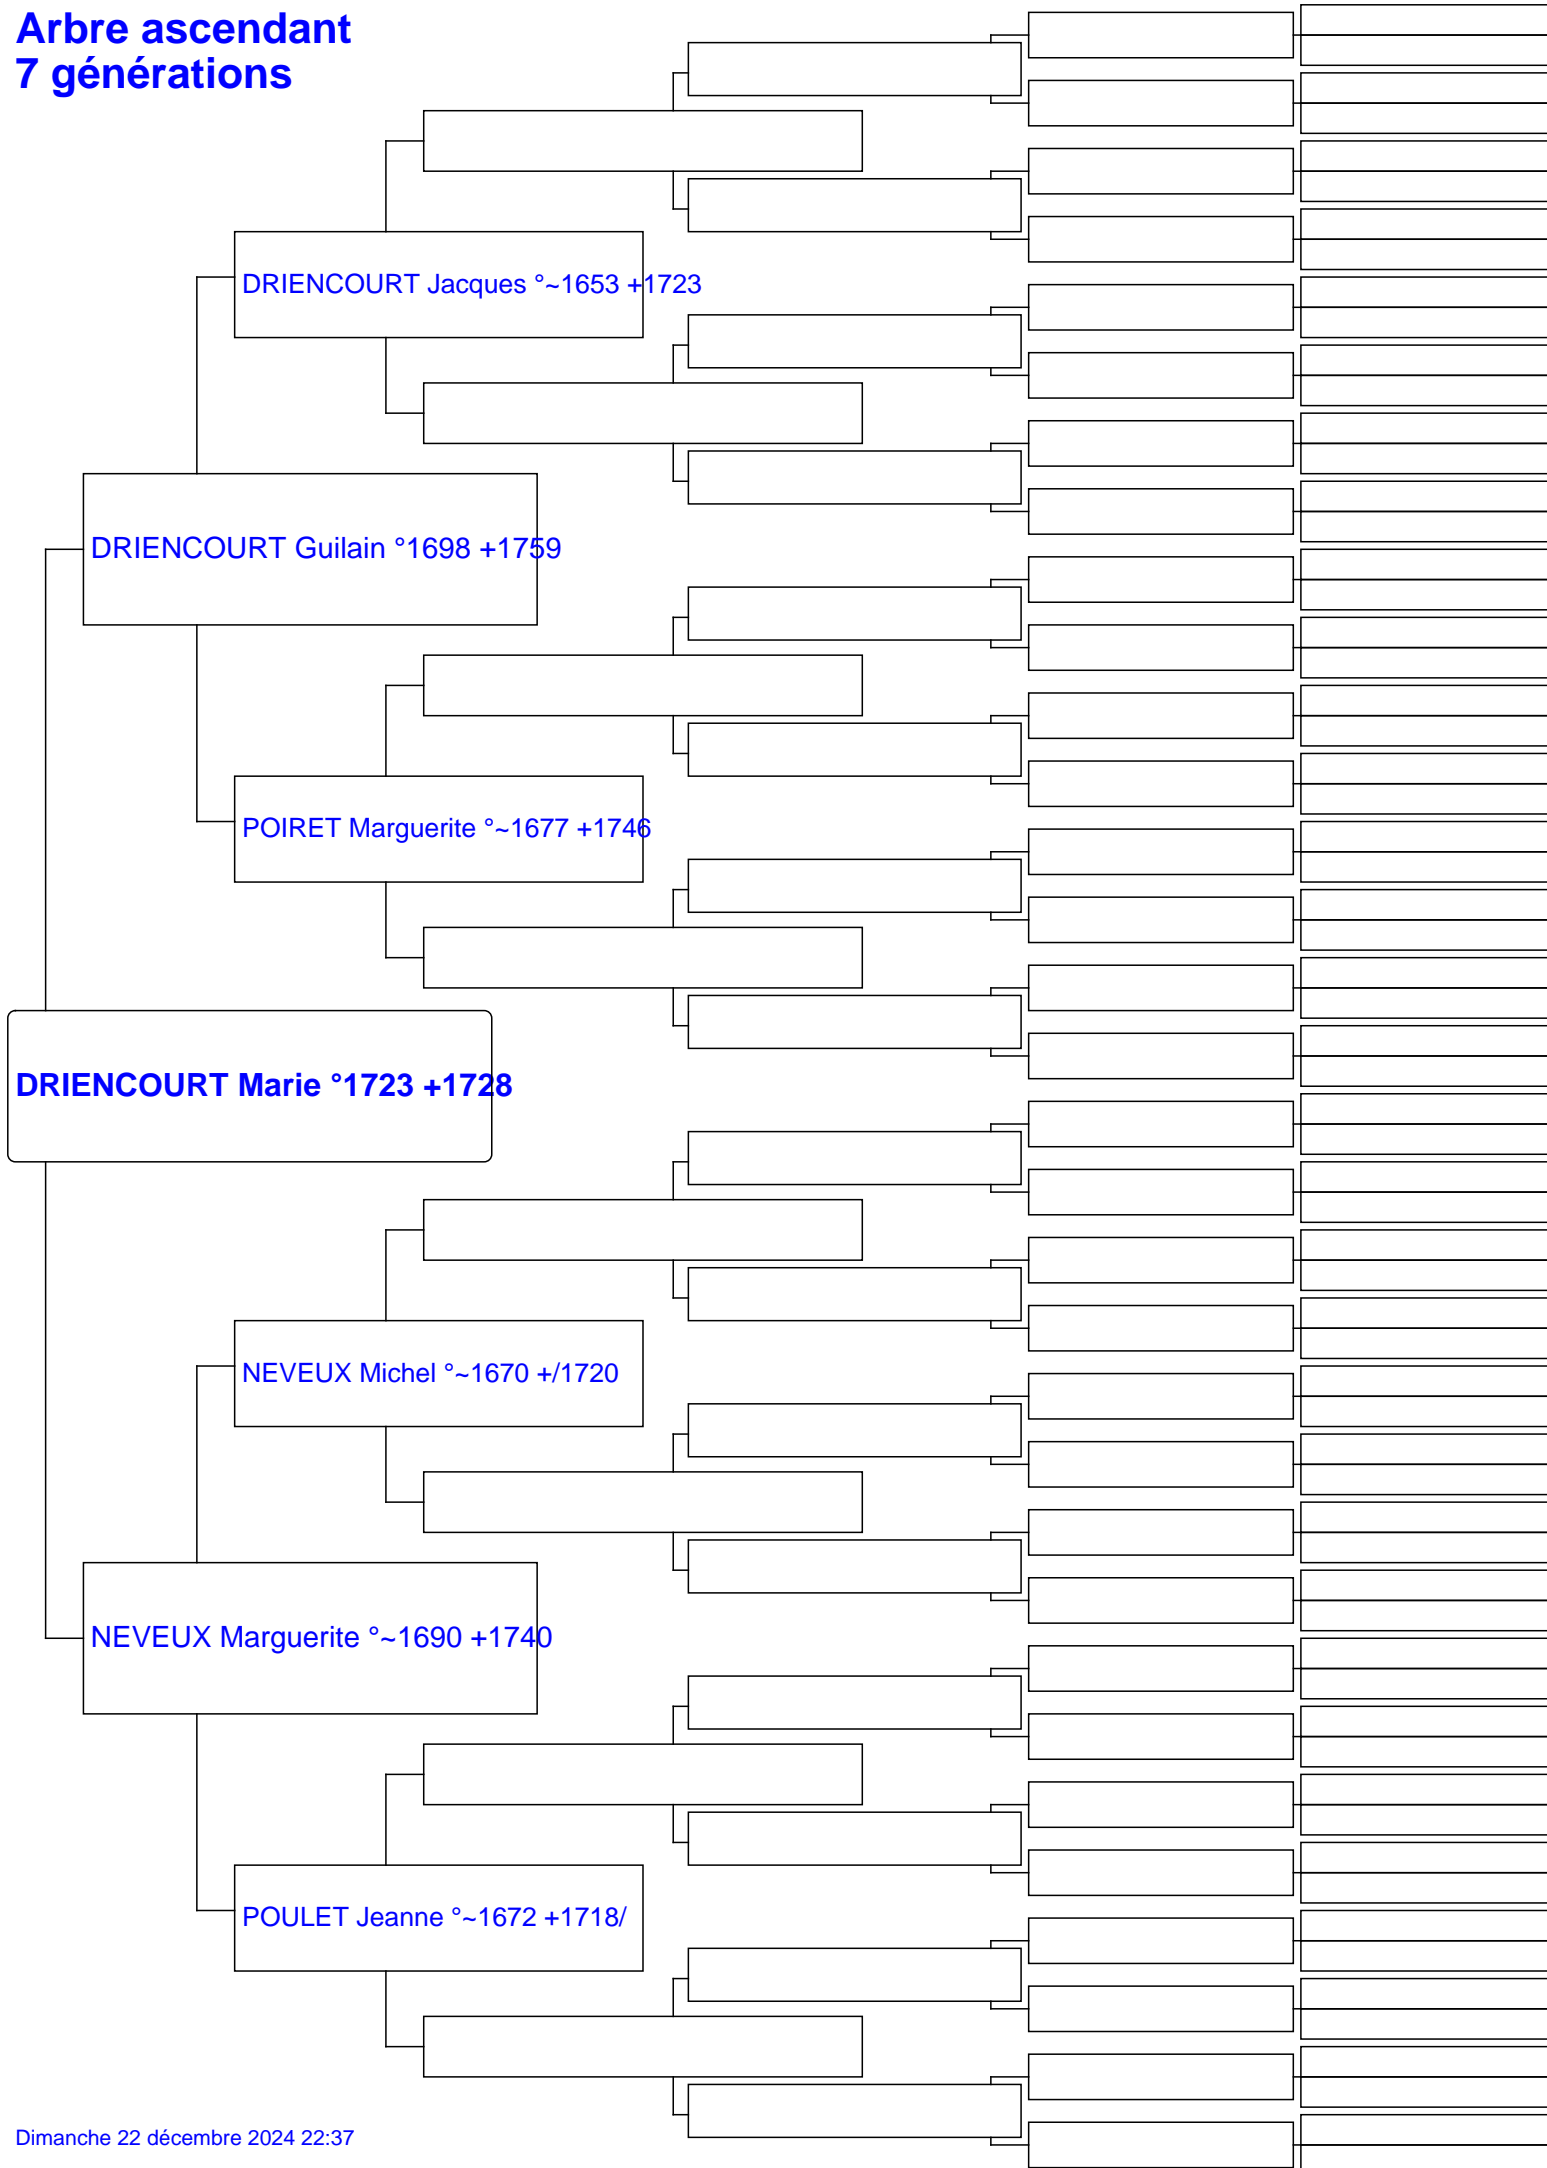 Arbre ascendant
7 générations
DRIENCOURT Jacques °~1653 +1723
DRIENCOURT Guilain °1698 +1759
POIRET Marguerite °~1677 +1746
DRIENCOURT Marie °1723 +1728
NEVEUX Michel °~1670 +/1720
NEVEUX Marguerite °~1690 +1740
POULET Jeanne °~1672 +1718/
Dimanche 22 décembre 2024 22:37